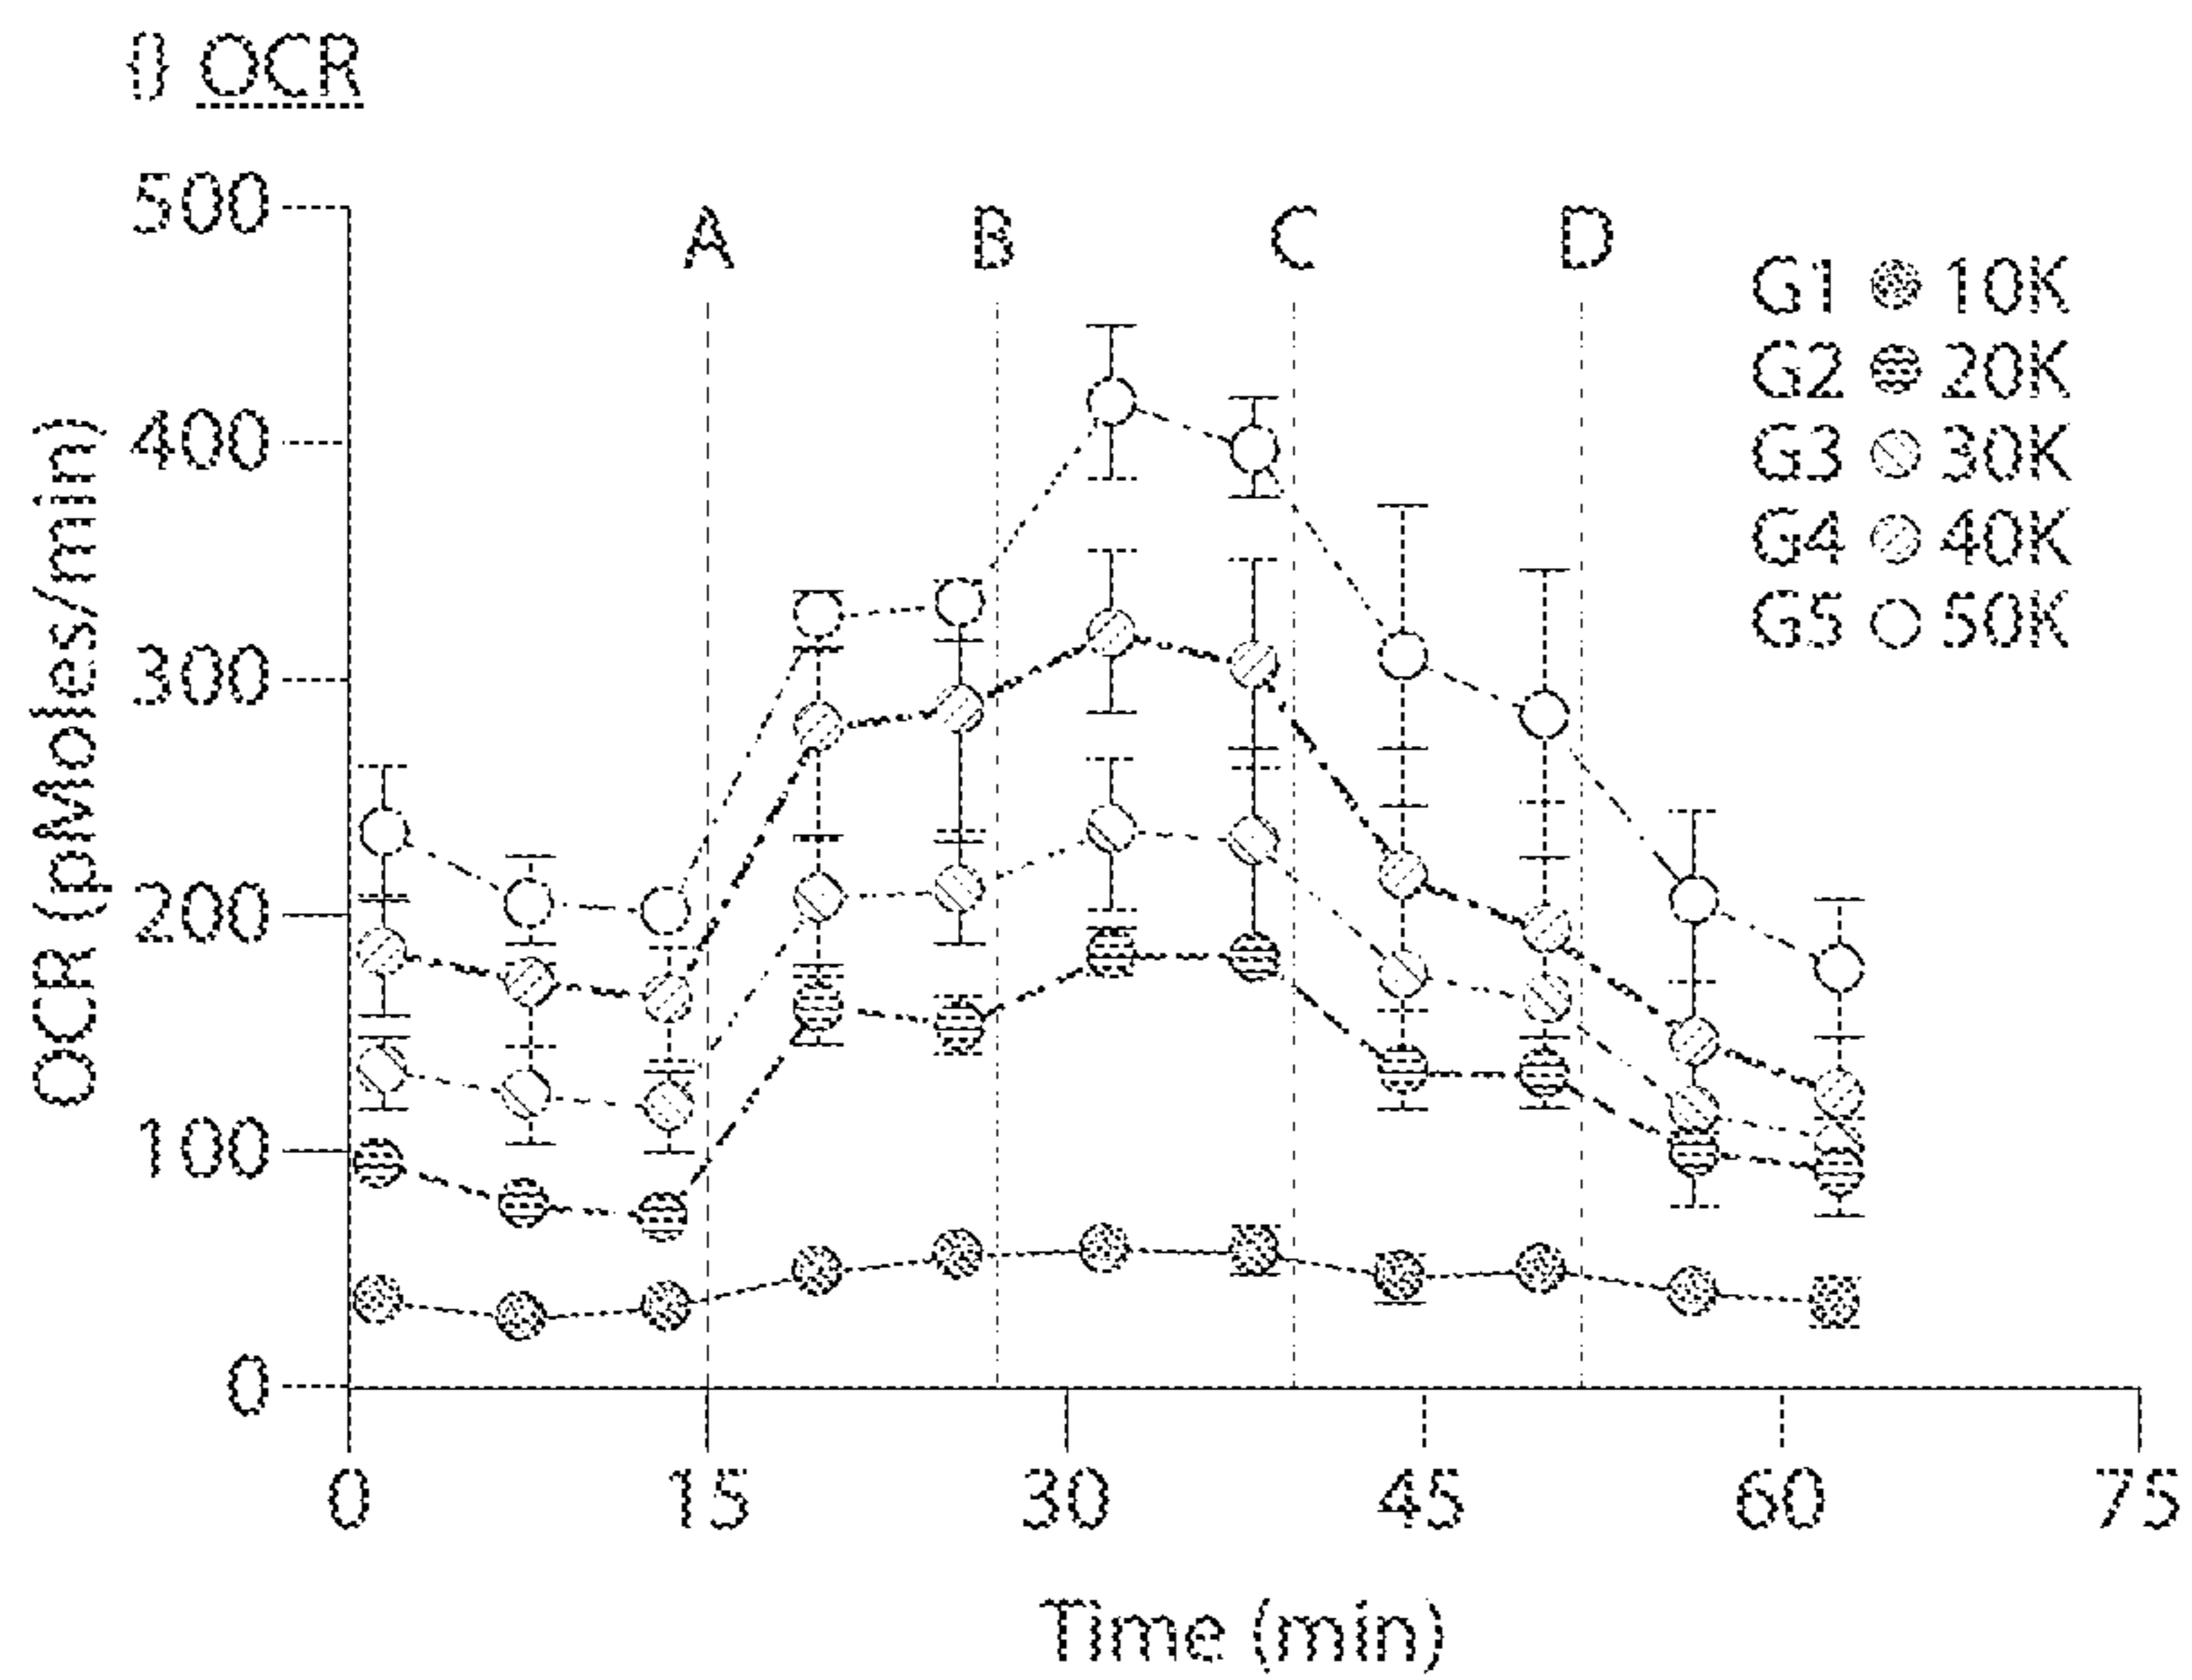 {} OCR
500
400
300
200
100
0
OCR (pMoles/min)
A B C D
G1 10K
G2 20K
G3 30K
G4 40K
G5 50K
0 15 30 45 60 75
Time (min)